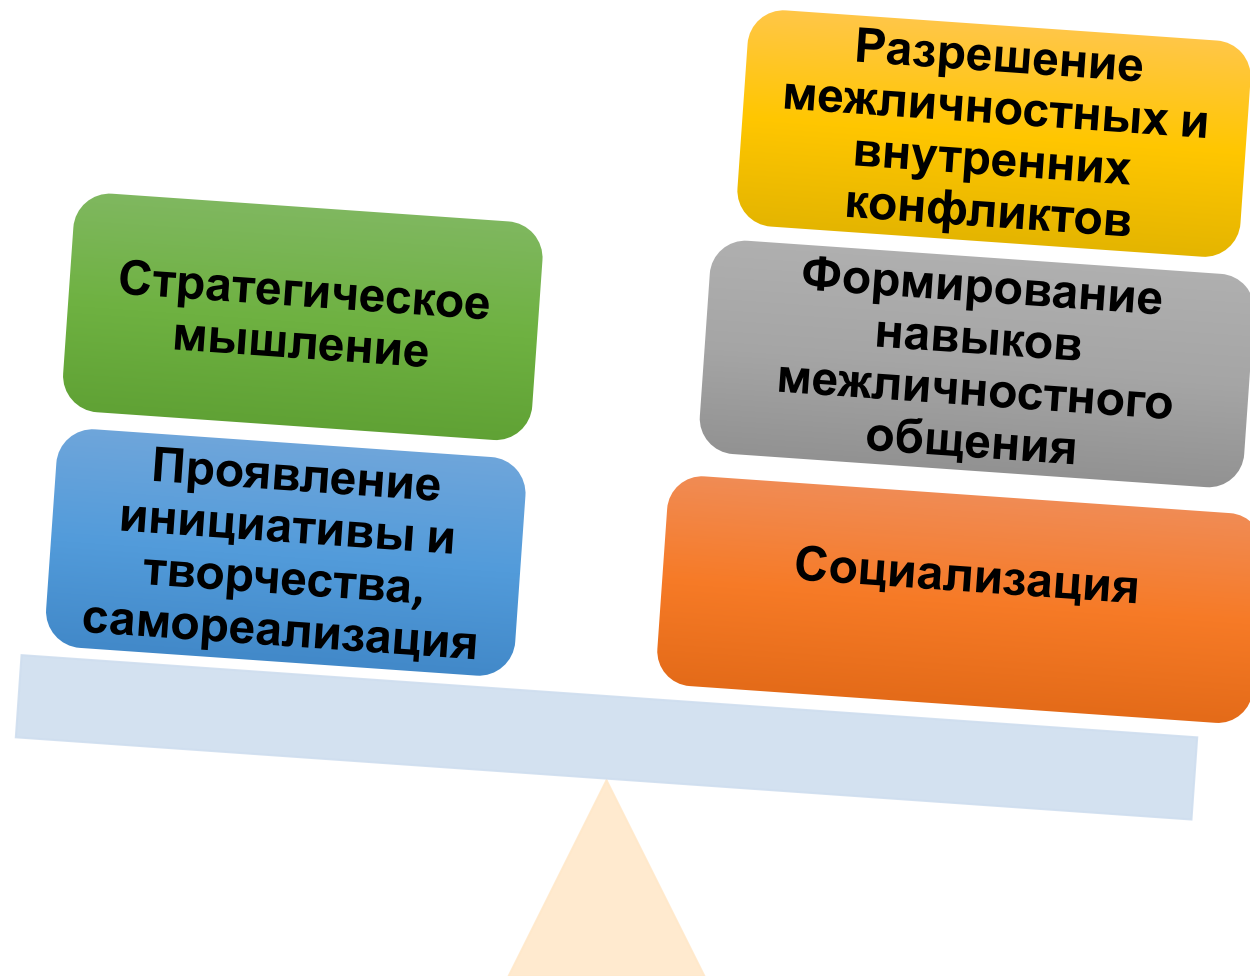 Стратегическое
мышление
Проявление
инициативы и
творчества,
самореализация
Разрешение
межличностных и
внутренних
конфликтов
Формирование
навыков
межличностного
общения
Социализация